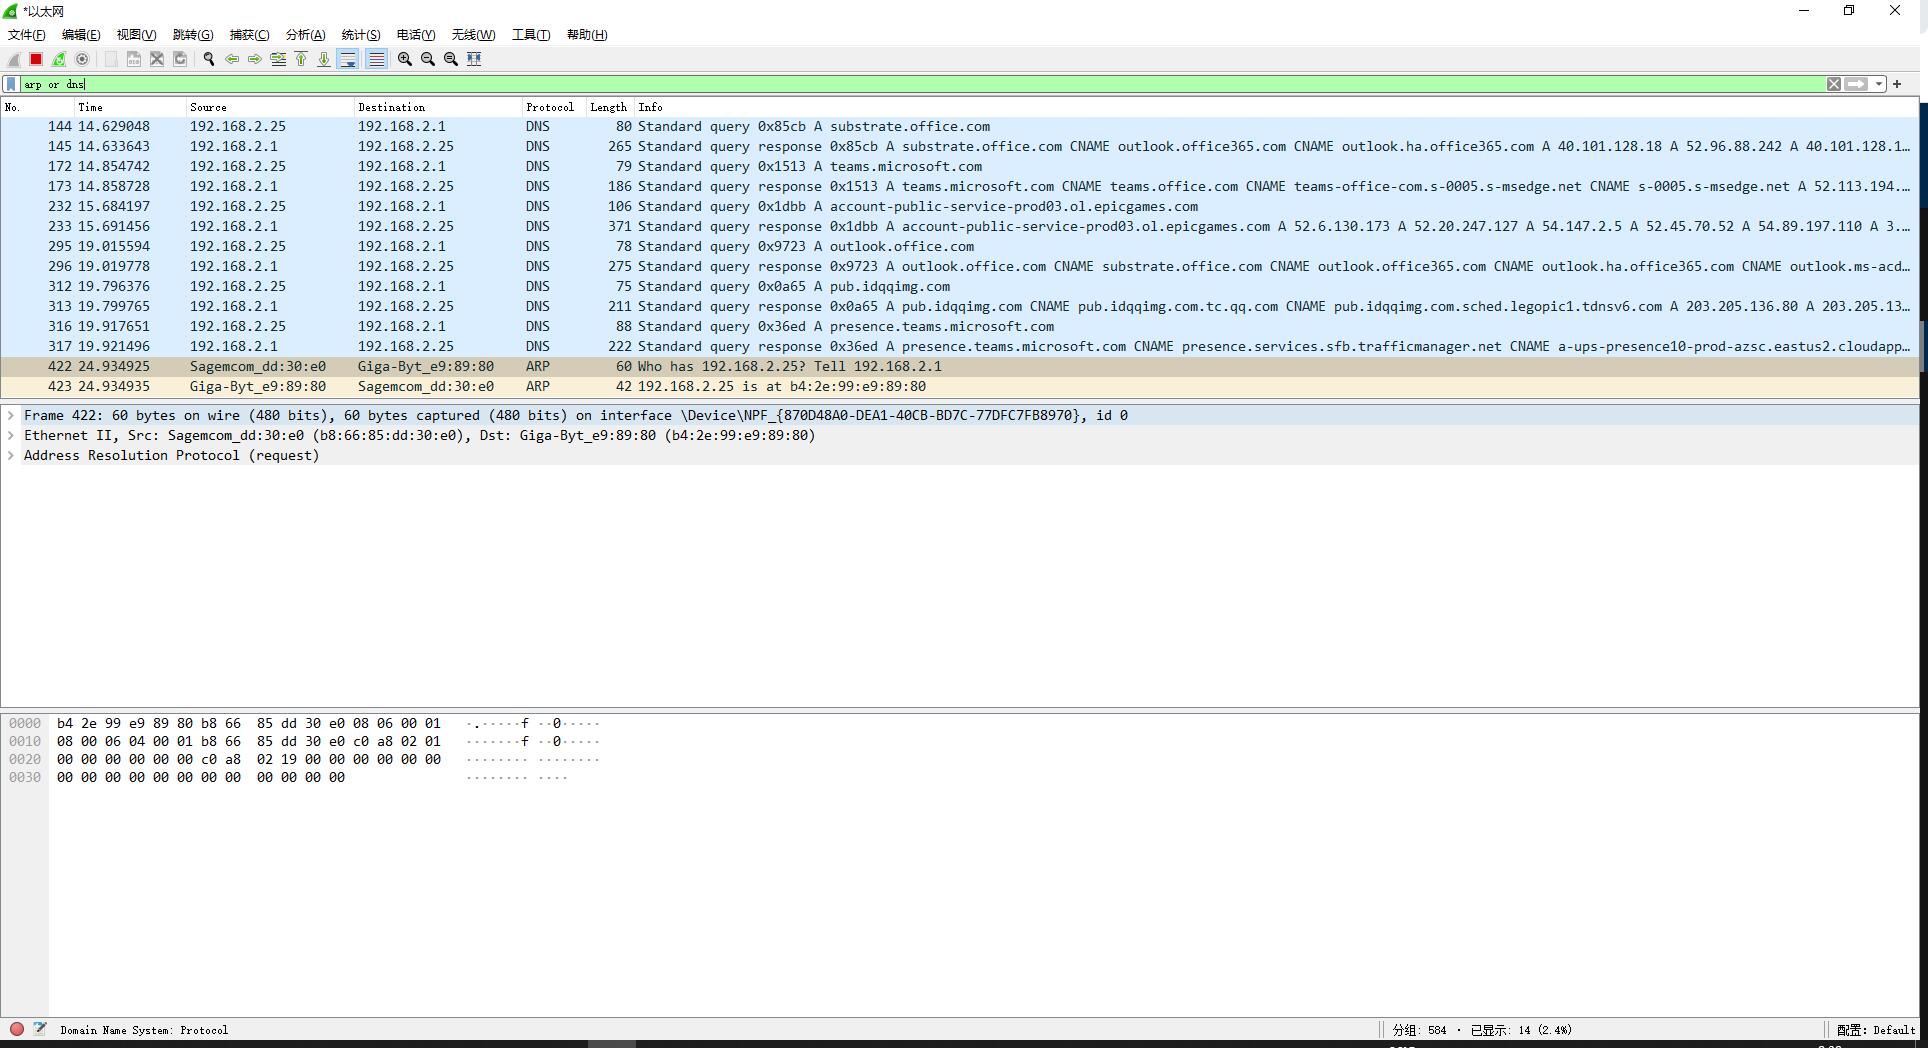 *以太网
文件(F) 编辑(E) 视图(V) 跳转(G) 捕获(C) 分析(A) 统计(S) 电话(Y) 无线(W) 工具(T) 帮助(H)
arp or dns
No. Time Source Destination Protocol Length Info
144 14.629048 192.168.2.25 192.168.2.1 DNS 80 Standard query 0x85cb A substrate.office.com
145 14.633643 192.168.2.1 192.168.2.25 DNS 265 Standard query response 0x85cb A substrate.office.com CNAME outlook.office365.com CNAME outlook.ha.office365.com A 40.101.128.18 A 52.96.88.242 A 40.101.128.1…
172 14.854742 192.168.2.25 192.168.2.1 DNS 79 Standard query 0x1513 A teams.microsoft.com
173 14.858728 192.168.2.1 192.168.2.25 DNS 186 Standard query response 0x1513 A teams.microsoft.com CNAME teams.office.com CNAME teams-office-com.s-0005.s-msedge.net CNAME s-0005.s-msedge.net A 52.113.194.…
232 15.684197 192.168.2.25 192.168.2.1 DNS 106 Standard query 0x1dbb A account-public-service-prod03.ol.epicgames.com
233 15.691456 192.168.2.1 192.168.2.25 DNS 371 Standard query response 0x1dbb A account-public-service-prod03.ol.epicgames.com A 52.6.130.173 A 52.20.247.127 A 54.147.2.5 A 52.45.70.52 A 54.89.197.110 A 3.…
295 19.015594 192.168.2.25 192.168.2.1 DNS 78 Standard query 0x9723 A outlook.office.com
296 19.019778 192.168.2.1 192.168.2.25 DNS 275 Standard query response 0x9723 A outlook.office.com CNAME substrate.office.com CNAME outlook.office365.com CNAME outlook.ha.office365.com CNAME outlook.ms-acd…
312 19.796376 192.168.2.25 192.168.2.1 DNS 75 Standard query 0x0a65 A pub.idqqimg.com
313 19.799765 192.168.2.1 192.168.2.25 DNS 211 Standard query response 0x0a65 A pub.idqqimg.com CNAME pub.idqqimg.com.tc.qq.com CNAME pub.idqqimg.com.sched.legopic1.tdnsv6.com A 203.205.136.80 A 203.205.13…
316 19.917651 192.168.2.25 192.168.2.1 DNS 88 Standard query 0x36ed A presence.teams.microsoft.com
317 19.921496 192.168.2.1 192.168.2.25 DNS 222 Standard query response 0x36ed A presence.teams.microsoft.com CNAME presence.services.sfb.trafficmanager.net CNAME a-ups-presence10-prod-azsc.eastus2.cloudapp…
422 24.934925 Sagemcom_dd:30:e0 Giga-Byt_e9:89:80 ARP 60 Who has 192.168.2.25? Tell 192.168.2.1
423 24.934935 Giga-Byt_e9:89:80 Sagemcom_dd:30:e0 ARP 42 192.168.2.25 is at b4:2e:99:e9:89:80
Frame 422: 60 bytes on wire (480 bits), 60 bytes captured (480 bits) on interface \Device\NPF_{870D48A0-DEA1-40CB-BD7C-77DFC7FB8970}, id 0
Ethernet II, Src: Sagemcom_dd:30:e0 (b8:66:85:dd:30:e0), Dst: Giga-Byt_e9:89:80 (b4:2e:99:e9:89:80)
Address Resolution Protocol (request)
0000 b4 2e 99 e9 89 80 b8 66 85 dd 30 e0 08 06 00 01 ·.·····f ··0·····
0010 08 00 06 04 00 01 b8 66 85 dd 30 e0 c0 a8 02 01 ·······f ··0·····
0020 00 00 00 00 00 00 c0 a8 02 19 00 00 00 00 00 00 ········ ········
0030 00 00 00 00 00 00 00 00 00 00 00 00 ········ ····
Domain Name System: Protocol 分组: 584 · 已显示: 14 (2.4%) 配置: Default